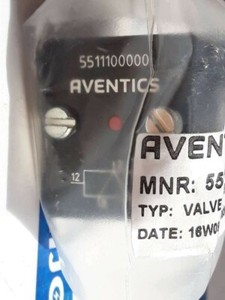 5511100000
AVENTICS
12
AVEN
MNR: 55
TYP: VALVE
DATE: 16W0